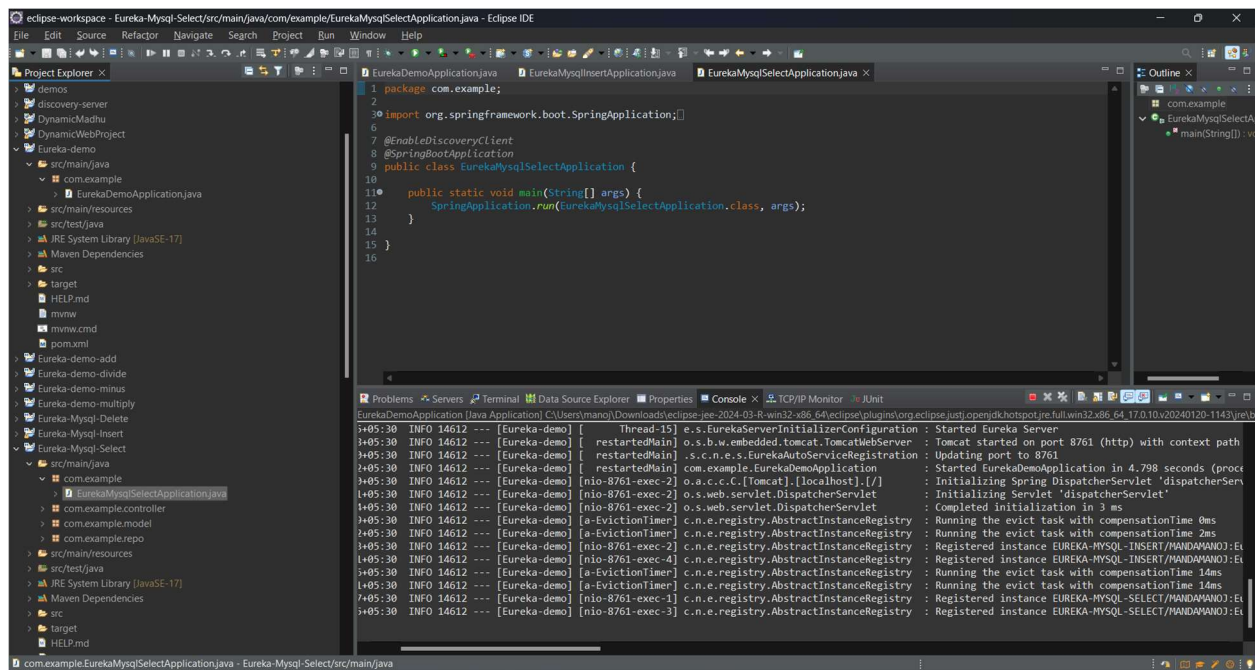 eclipse-workspace - Eureka-Mysql-Select/src/main/java/com/example/EurekaMysqlSelectApplication.java - Eclipse IDE
File Edit Source Refactor Navigate Search Project Run Window Help
Project Explorer
demos
discovery-server
DynamicMadhu
DynamicWebProject
Eureka-demo
src/main/java
com.example
EurekaDemoApplication.java
src/main/resources
src/test/java
JRE System Library [JavaSE-17]
Maven Dependencies
src
target
HELP.md
mvnw
mvnw.cmd
pom.xml
Eureka-demo-add
Eureka-demo-divide
Eureka-demo-minus
Eureka-demo-multiply
Eureka-Mysql-Delete
Eureka-Mysql-Insert
Eureka-Mysql-Select
src/main/java
com.example
EurekaMysqlSelectApplication.java
com.example.controller
com.example.model
com.example.repo
src/main/resources
src/test/java
JRE System Library [JavaSE-17]
Maven Dependencies
src
target
HELP.md
EurekaDemoApplication.java EurekaMysqlInsertApplication.java EurekaMysqlSelectApplication.java
1 package com.example;
2
3 import org.springframework.boot.SpringApplication;
6
7 @EnableDiscoveryClient
8 @SpringBootApplication
9 public class EurekaMysqlSelectApplication {
10
11 public static void main(String[] args) {
12 SpringApplication.run(EurekaMysqlSelectApplication.class, args);
13 }
14
15 }
16
Outline
com.example
EurekaMysqlSelectA
main(String[]) : vo
Problems Servers Terminal Data Source Explorer Properties Console TCP/IP Monitor JUnit
EurekaDemoApplication [Java Application] C:\Users\manoj\Downloads\eclipse-jee-2024-03-R-win32-x86_64\eclipse\plugins\org.eclipse.justj.openjdk.hotspot.jre.full.win32.x86_64_17.0.10.v20240120-1143\jre\b
+05:30 INFO 14612 --- [Eureka-demo] [ Thread-15] e.s.EurekaServerInitializerConfiguration : Started Eureka Server
+05:30 INFO 14612 --- [Eureka-demo] [ restartedMain] o.s.b.w.embedded.tomcat.TomcatWebServer : Tomcat started on port 8761 (http) with context path
+05:30 INFO 14612 --- [Eureka-demo] [ restartedMain] .s.c.n.e.s.EurekaAutoServiceRegistration : Updating port to 8761
+05:30 INFO 14612 --- [Eureka-demo] [ restartedMain] com.example.EurekaDemoApplication : Started EurekaDemoApplication in 4.798 seconds (proce
+05:30 INFO 14612 --- [Eureka-demo] [nio-8761-exec-2] o.a.c.c.C.[Tomcat].[localhost].[/] : Initializing Spring DispatcherServlet 'dispatcherServ
+05:30 INFO 14612 --- [Eureka-demo] [nio-8761-exec-2] o.s.web.servlet.DispatcherServlet : Initializing Servlet 'dispatcherServlet'
+05:30 INFO 14612 --- [Eureka-demo] [nio-8761-exec-2] o.s.web.servlet.DispatcherServlet : Completed initialization in 3 ms
+05:30 INFO 14612 --- [Eureka-demo] [a-EvictionTimer] c.n.e.registry.AbstractInstanceRegistry : Running the evict task with compensationTime 0ms
+05:30 INFO 14612 --- [Eureka-demo] [a-EvictionTimer] c.n.e.registry.AbstractInstanceRegistry : Running the evict task with compensationTime 2ms
+05:30 INFO 14612 --- [Eureka-demo] [nio-8761-exec-2] c.n.e.registry.AbstractInstanceRegistry : Registered instance EUREKA-MYSQL-INSERT/MANDAMANOJ:Eu
+05:30 INFO 14612 --- [Eureka-demo] [nio-8761-exec-4] c.n.e.registry.AbstractInstanceRegistry : Registered instance EUREKA-MYSQL-INSERT/MANDAMANOJ:Eu
+05:30 INFO 14612 --- [Eureka-demo] [a-EvictionTimer] c.n.e.registry.AbstractInstanceRegistry : Running the evict task with compensationTime 14ms
+05:30 INFO 14612 --- [Eureka-demo] [a-EvictionTimer] c.n.e.registry.AbstractInstanceRegistry : Running the evict task with compensationTime 14ms
+05:30 INFO 14612 --- [Eureka-demo] [nio-8761-exec-1] c.n.e.registry.AbstractInstanceRegistry : Registered instance EUREKA-MYSQL-SELECT/MANDAMANOJ:Eu
+05:30 INFO 14612 --- [Eureka-demo] [nio-8761-exec-3] c.n.e.registry.AbstractInstanceRegistry : Registered instance EUREKA-MYSQL-SELECT/MANDAMANOJ:Eu
com.example.EurekaMysqlSelectApplication.java - Eureka-Mysql-Select/src/main/java